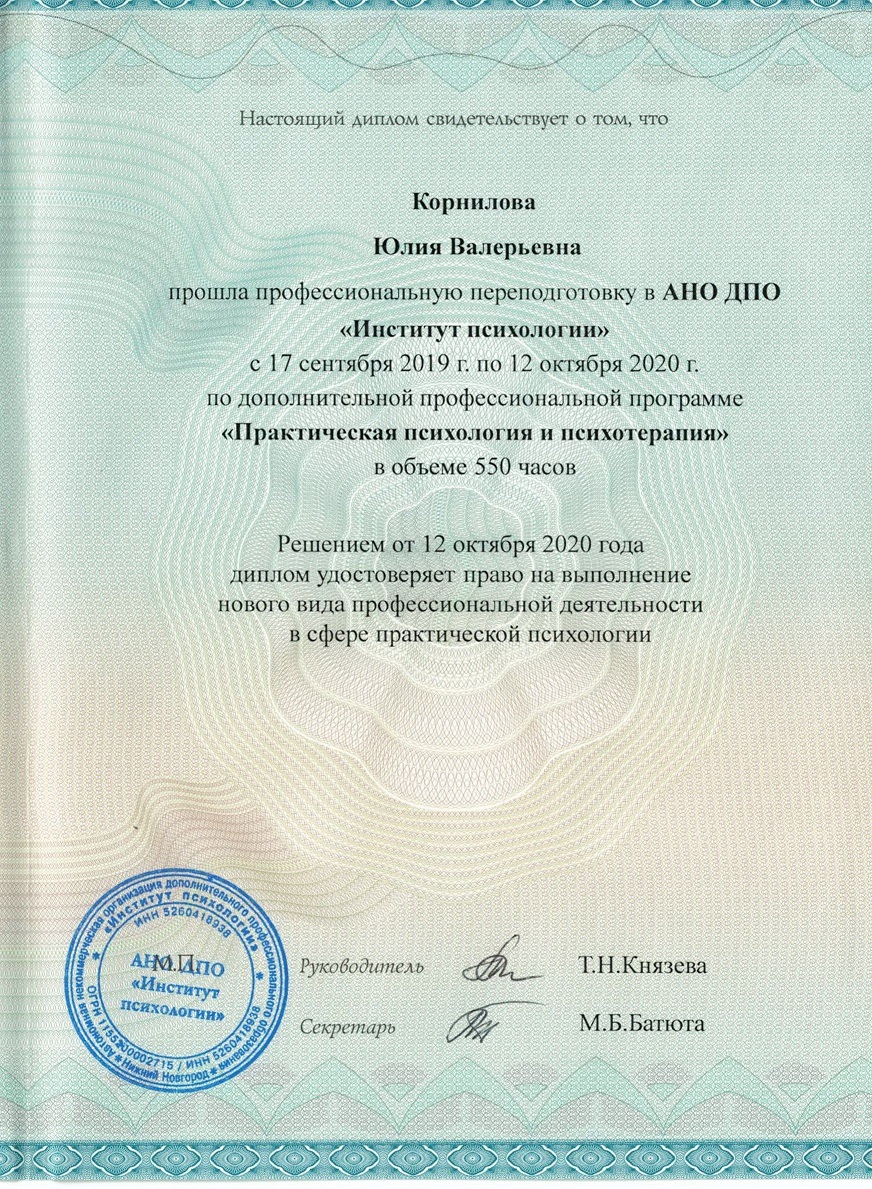 Настоящий диплом свидетельствует о том, что
Корнилова
Юлия Валерьевна
прошла профессиональную переподготовку в АНО ДПО
«Институт психологии»
с 17 сентября 2019 г. по 12 октября 2020 г.
по дополнительной профессиональной программе
«Практическая психология и психотерапия»
в объеме 550 часов
Решением от 12 октября 2020 года
диплом удостоверяет право на выполнение
нового вида профессиональной деятельности
в сфере практической психологии
Автономная некоммерческая организация дополнительного профессионального образования
«Институт психологии»
ИНН 5260418938
ОГРН 1155200002715 / ИНН 5260418938
* Нижний Новгород *
АНО ДПО
«Институт
психологии»
М.П.
Руководитель Т.Н.Князева
Секретарь М.Б.Батюта